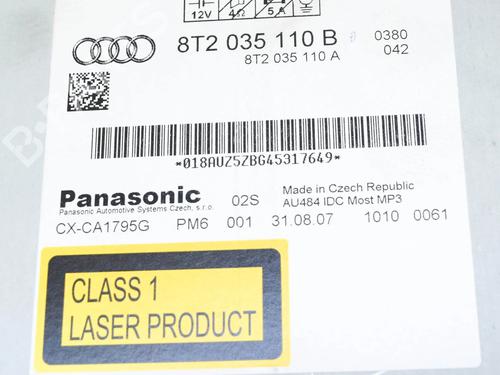 12V 4Ω 5A
8T2 035 110 B 0380
8T2 035 110 A 042
*018AUZ5ZBG45317649*
Panasonic 02S Made in Czech Republic
Panasonic Automotive Systems Czech, s.r.o. AU484 IDC Most MP3
CX-CA1795G PM6 001 31.08.07 1010 0061
CLASS 1
LASER PRODUCT